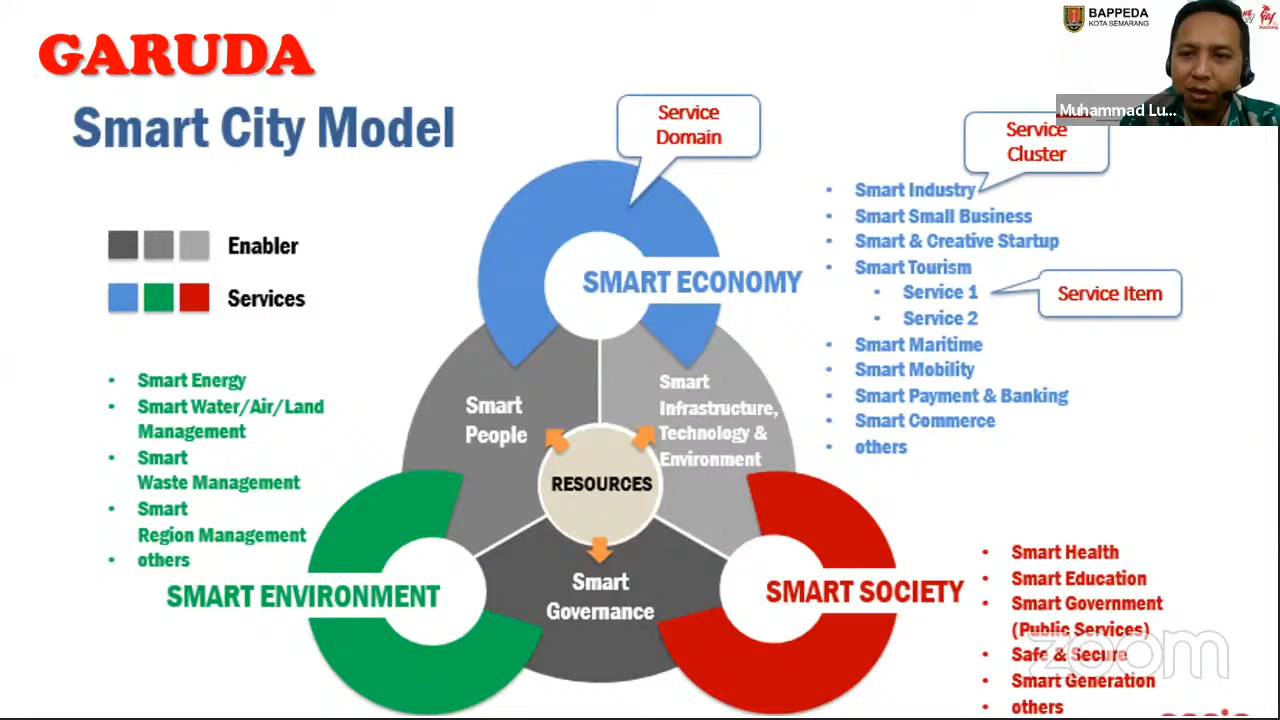 GARUDA
Smart City Model
BAPPEDA
KOTA SEMARANG
Muhammad Lu...
Service
Domain
Service
Cluster
Enabler
Services
SMART ECONOMY
• Smart Industry
• Smart Small Business
• Smart & Creative Startup
• Smart Tourism
• Service 1
• Service 2
Service Item
• Smart Maritime
• Smart Mobility
• Smart Payment & Banking
• Smart Commerce
• others
Smart
People
Smart
Infrastructure,
Technology &
Environment
RESOURCES
Smart
Governance
• Smart Energy
• Smart Water/Air/Land
Management
• Smart
Waste Management
• Smart
Region Management
• others
SMART ENVIRONMENT
SMART SOCIETY
• Smart Health
• Smart Education
• Smart Government
(Public Services)
• Safe & Secure
• Smart Generation
• others
zoom